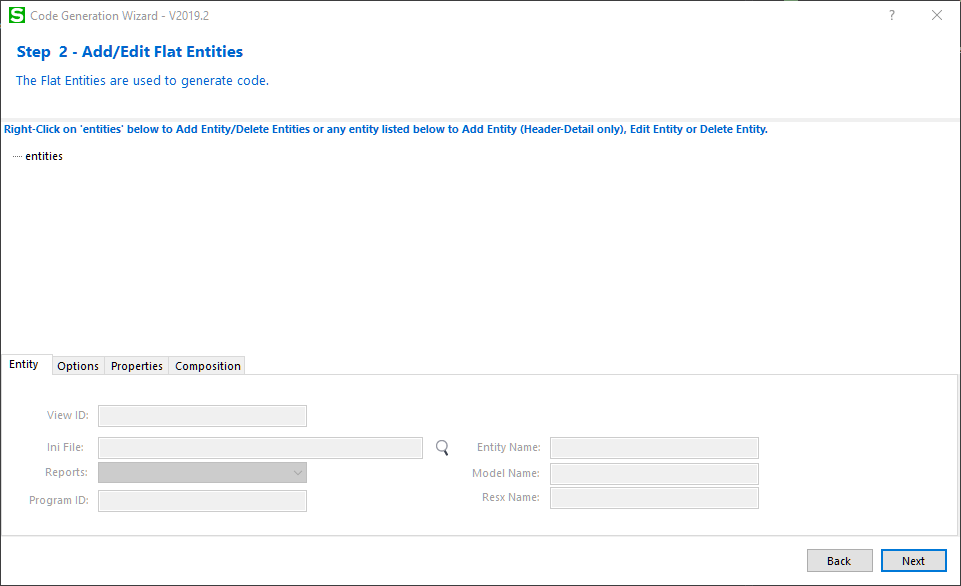 S Code Generation Wizard - V2019.2 ?
Step 2 - Add/Edit Flat Entities
The Flat Entities are used to generate code.
Right-Click on 'entities' below to Add Entity/Delete Entities or any entity listed below to Add Entity (Header-Detail only), Edit Entity or Delete Entity.
entities
Entity Options Properties Composition
View ID:
Ini File: Entity Name:
Reports: Model Name:
Program ID: Resx Name:
Back Next